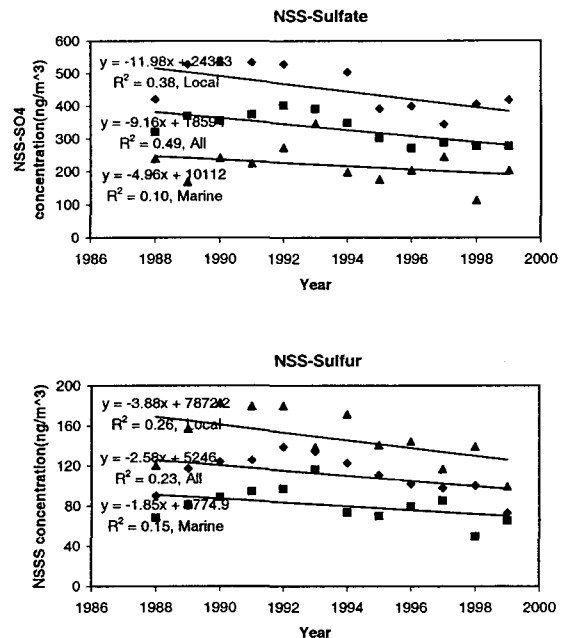 NSS-Sulfate
600
500
400
300
200
100
0
NSS-SO4
concentration(ng/m^3)
y = -11.98x + 24333
R² = 0.38, Local
y = -9.16x + 18594
R² = 0.49, All
y = -4.96x + 10112
R² = 0.10, Marine
1986 1988 1990 1992 1994 1996 1998 2000
Year
NSS-Sulfur
200
160
120
80
40
0
NSSS concentration(ng/m^3)
y = -3.88x + 7872.2
R² = 0.26, Local
y = -2.58x + 5246
R² = 0.23, All
y = -1.85x + 3774.9
R² = 0.15, Marine
1986 1988 1990 1992 1994 1996 1998 2000
Year